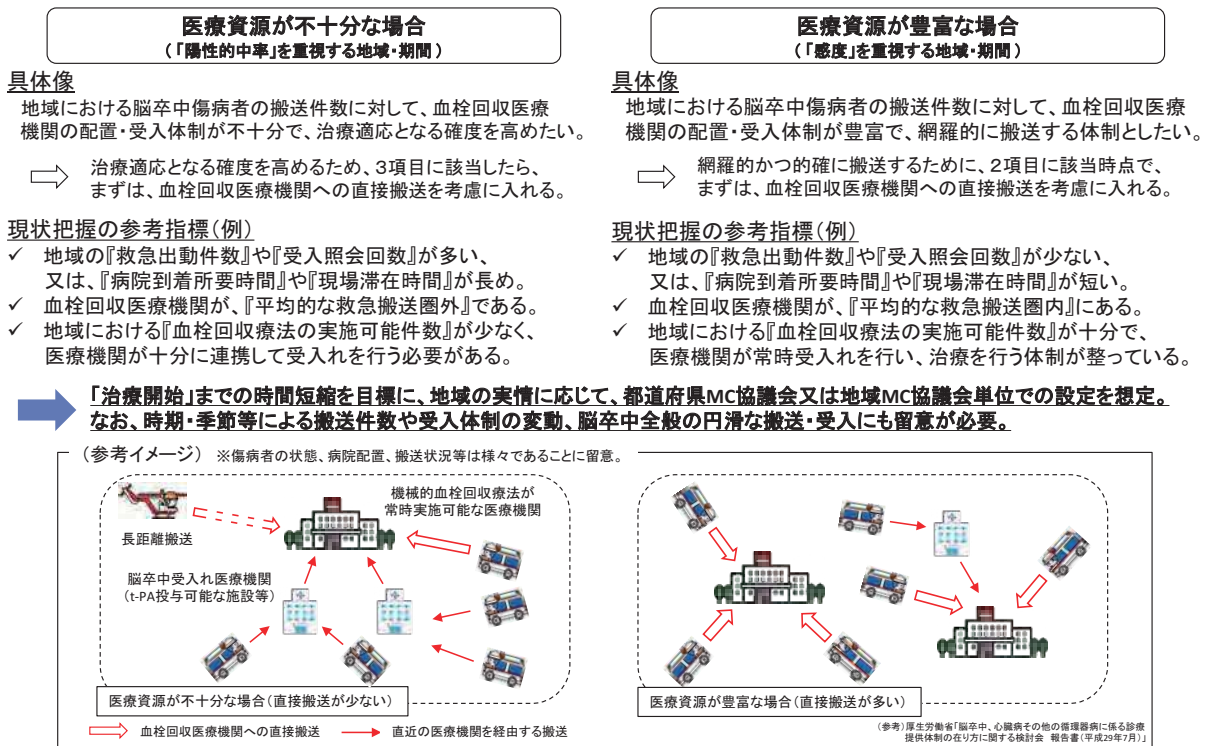 医療資源が不十分な場合
(「陽性的中率」を重視する地域・期間)
具体像
地域における脳卒中傷病者の搬送件数に対して、血栓回収医療
機関の配置・受入体制が不十分で、治療適応となる確度を高めたい。
治療適応となる確度を高めるため、3項目に該当したら、
まずは、血栓回収医療機関への直接搬送を考慮に入れる。
現状把握の参考指標(例)
✓ 地域の『救急出動件数』や『受入照会回数』が多い、
又は、『病院到着所要時間』や『現場滞在時間』が長め。
✓ 血栓回収医療機関が、『平均的な救急搬送圏外』である。
✓ 地域における『血栓回収療法の実施可能件数』が少なく、
医療機関が十分に連携して受入れを行う必要がある。
医療資源が豊富な場合
(「感度」を重視する地域・期間)
具体像
地域における脳卒中傷病者の搬送件数に対して、血栓回収医療
機関の配置・受入体制が豊富で、網羅的に搬送する体制としたい。
網羅的かつ的確に搬送するために、2項目に該当時点で、
まずは、血栓回収医療機関への直接搬送を考慮に入れる。
現状把握の参考指標(例)
✓ 地域の『救急出動件数』や『受入照会回数』が少ない、
又は、『病院到着所要時間』や『現場滞在時間』が短い。
✓ 血栓回収医療機関が、『平均的な救急搬送圏内』にある。
✓ 地域における『血栓回収療法の実施可能件数』が十分で、
医療機関が常時受入れを行い、治療を行う体制が整っている。
「治療開始」までの時間短縮を目標に、地域の実情に応じて、都道府県MC協議会又は地域MC協議会単位での設定を想定。
なお、時期・季節等による搬送件数や受入体制の変動、脳卒中全般の円滑な搬送・受入にも留意が必要。
(参考イメージ) ※傷病者の状態、病院配置、搬送状況等は様々であることに留意。
機械的血栓回収療法が
常時実施可能な医療機関
長距離搬送
脳卒中受入れ医療機関
(t-PA投与可能な施設等)
医療資源が不十分な場合(直接搬送が少ない)
医療資源が豊富な場合(直接搬送が多い)
血栓回収医療機関への直接搬送
直近の医療機関を経由する搬送
(参考)厚生労働省「脳卒中、心臓病その他の循環器病に係る診療
提供体制の在り方に関する検討会 報告書(平成29年7月)」